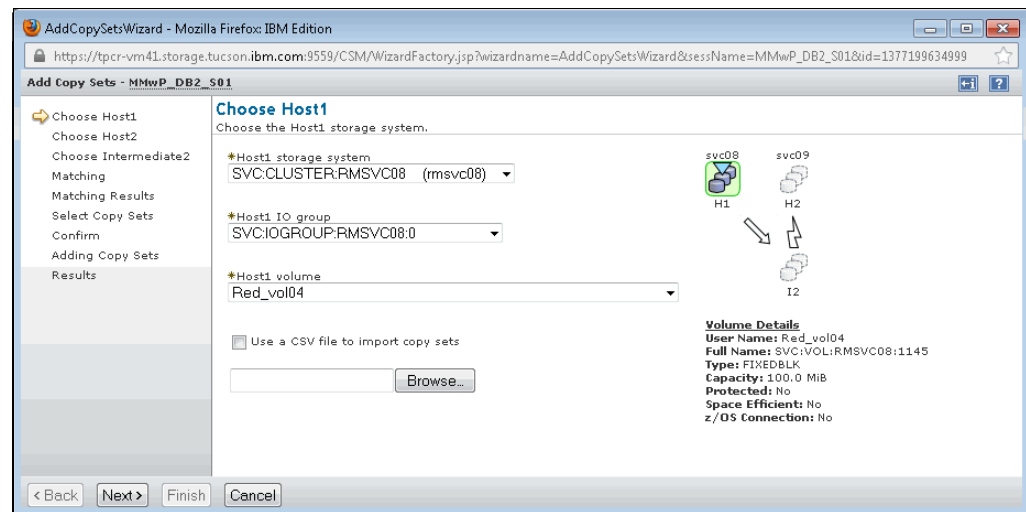 AddCopySetsWizard - Mozilla Firefox: IBM Edition
https://tpcr-vm41.storage.tucson.ibm.com:9559/CSM/WizardFactory.jsp?wizardname=AddCopySetsWizard&sessName=MMwP_DB2_S01&id=1377199634999
Add Copy Sets - MMwP_DB2_S01
Choose Host1
Choose Host2
Choose Intermediate2
Matching
Matching Results
Select Copy Sets
Confirm
Adding Copy Sets
Results
Choose Host1
Choose the Host1 storage system.
*Host1 storage system
SVC:CLUSTER:RMSVC08 (rmsvc08)
*Host1 IO group
SVC:IOGROUP:RMSVC08:0
*Host1 volume
Red_vol04
Use a CSV file to import copy sets
Browse...
svc08 svc09
H1 H2
I2
Volume Details
User Name: Red_vol04
Full Name: SVC:VOL:RMSVC08:1145
Type: FIXEDBLK
Capacity: 100.0 MiB
Protected: No
Space Efficient: No
z/OS Connection: No
< Back Next > Finish Cancel